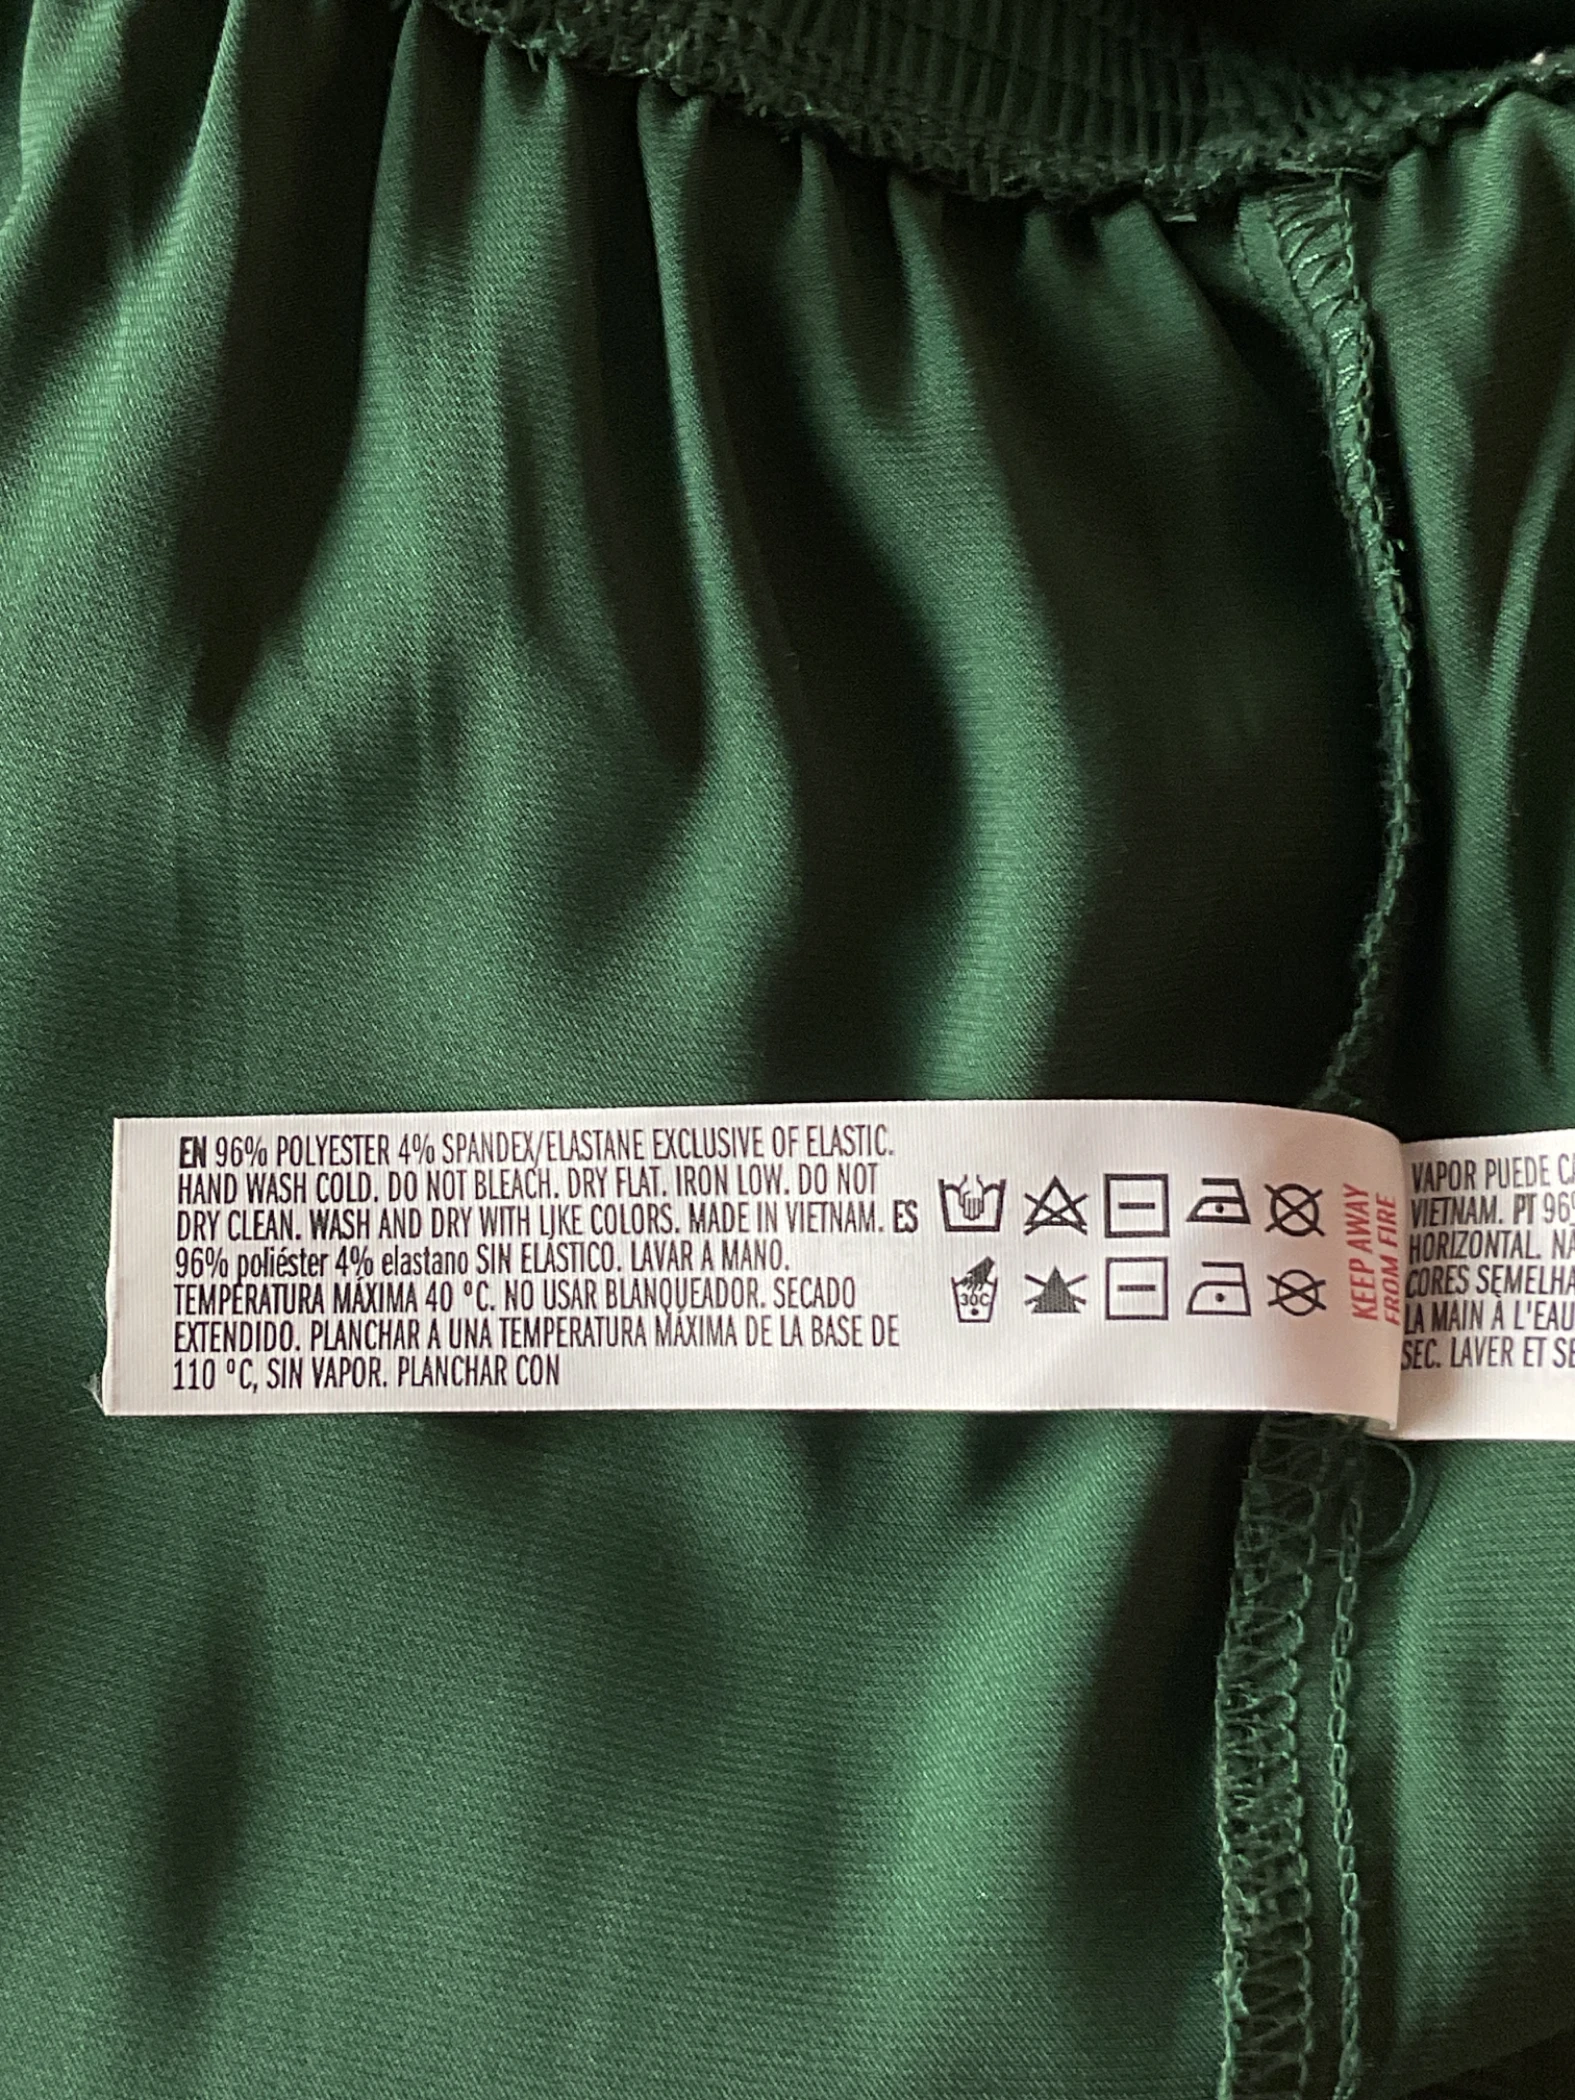 EN 96% POLYESTER 4% SPANDEX/ELASTANE EXCLUSIVE OF ELASTIC.
HAND WASH COLD. DO NOT BLEACH. DRY FLAT. IRON LOW. DO NOT
DRY CLEAN. WASH AND DRY WITH LIKE COLORS. MADE IN VIETNAM. ES
96% poliéster 4% elastano SIN ELÁSTICO. LAVAR A MANO.
TEMPERATURA MÁXIMA 40 °C. NO USAR BLANQUEADOR. SECADO
EXTENDIDO. PLANCHAR A UNA TEMPERATURA MÁXIMA DE LA BASE DE
110 °C, SIN VAPOR. PLANCHAR CON
30C
KEEP AWAY
FROM FIRE
VAPOR PUEDE
VIETNAM. PT 96
HORIZONTAL.
CORES
LA MAIN À L'EAU
SEC. LAVER ET